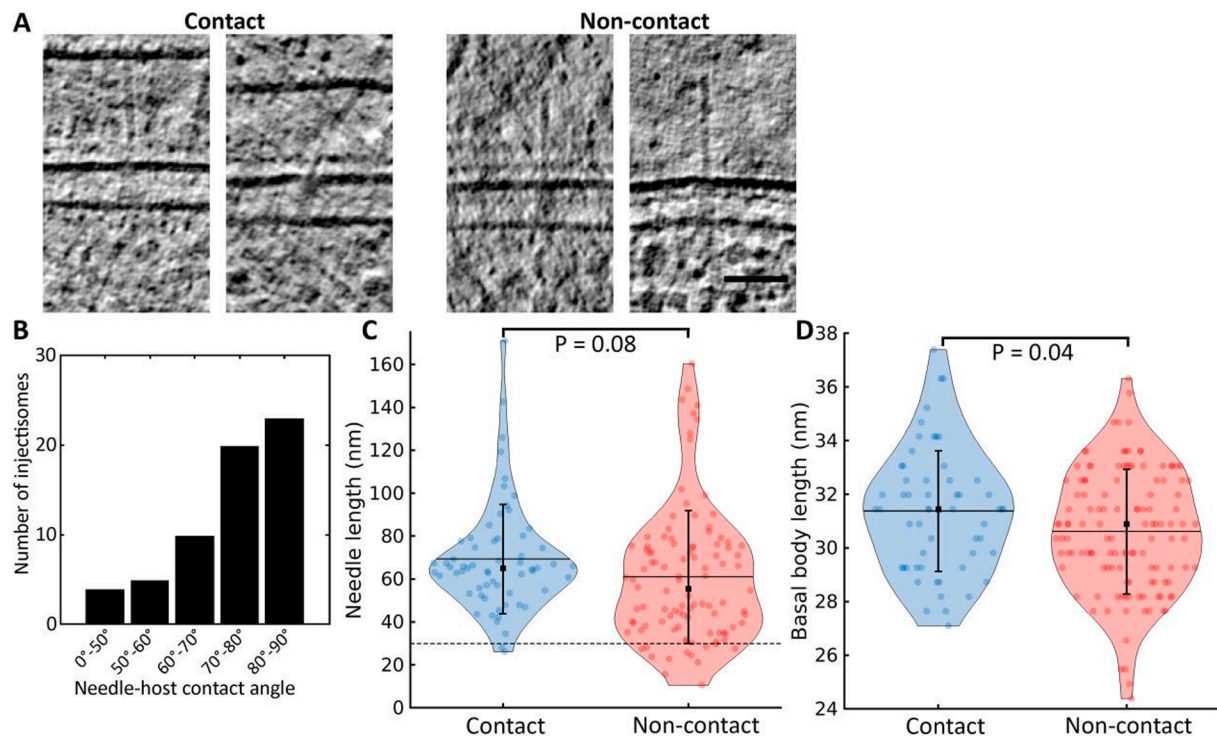 A
Contact
Non-contact
B
30
20
10
0
Number of injectisomes
0°-50°
50°-60°
60°-70°
70°-80°
80°-90°
Needle-host contact angle
C
P = 0.08
160
140
120
100
80
60
40
20
0
Needle length (nm)
Contact
Non-contact
D
P = 0.04
38
36
34
32
30
28
26
24
Basal body length (nm)
Contact
Non-contact